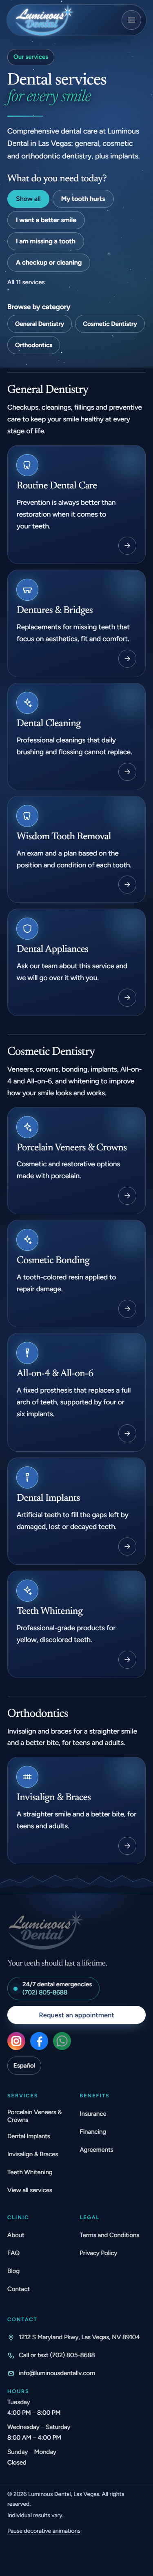 Luminous
Dental
Our services
Dental services
for every smile
Comprehensive dental care at Luminous
Dental in Las Vegas: general, cosmetic
and orthodontic dentistry, plus implants.
What do you need today?
Show all
My tooth hurts
I want a better smile
I am missing a tooth
A checkup or cleaning
All 11 services
Browse by category
General Dentistry
Cosmetic Dentistry
Orthodontics
General Dentistry
Checkups, cleanings, fillings and preventive
care to keep your smile healthy at every
stage of life.
Routine Dental Care
Prevention is always better than
restoration when it comes to
your teeth.
Dentures & Bridges
Replacements for missing teeth that
focus on aesthetics, fit and comfort.
Dental Cleaning
Professional cleanings that daily
brushing and flossing cannot replace.
Wisdom Tooth Removal
An exam and a plan based on the
position and condition of each tooth.
Dental Appliances
Ask our team about this service and
we will go over it with you.
Cosmetic Dentistry
Veneers, crowns, bonding, implants, All-on-
4 and All-on-6, and whitening to improve
how your smile looks and works.
Porcelain Veneers & Crowns
Cosmetic and restorative options
made with porcelain.
Cosmetic Bonding
A tooth-colored resin applied to
repair damage.
All-on-4 & All-on-6
A fixed prosthesis that replaces a full
arch of teeth, supported by four or
six implants.
Dental Implants
Artificial teeth to fill the gaps left by
damaged, lost or decayed teeth.
Teeth Whitening
Professional-grade products for
yellow, discolored teeth.
Orthodontics
Invisalign and braces for a straighter smile
and a better bite, for teens and adults.
Invisalign & Braces
A straighter smile and a better bite, for
teens and adults.
Luminous
Dental
Your teeth should last a lifetime.
24/7 dental emergencies
(702) 805-8688
Request an appointment
Español
SERVICES
Porcelain Veneers &
Crowns
Dental Implants
Invisalign & Braces
Teeth Whitening
View all services
BENEFITS
Insurance
Financing
Agreements
CLINIC
About
FAQ
Blog
Contact
LEGAL
Terms and Conditions
Privacy Policy
CONTACT
1212 S Maryland Pkwy, Las Vegas, NV 89104
Call or text (702) 805-8688
info@luminousdentallv.com
HOURS
Tuesday
4:00 PM – 8:00 PM
Wednesday – Saturday
8:00 AM – 4:00 PM
Sunday – Monday
Closed
© 2026 Luminous Dental, Las Vegas. All rights
reserved.
Individual results vary.
Pause decorative animations